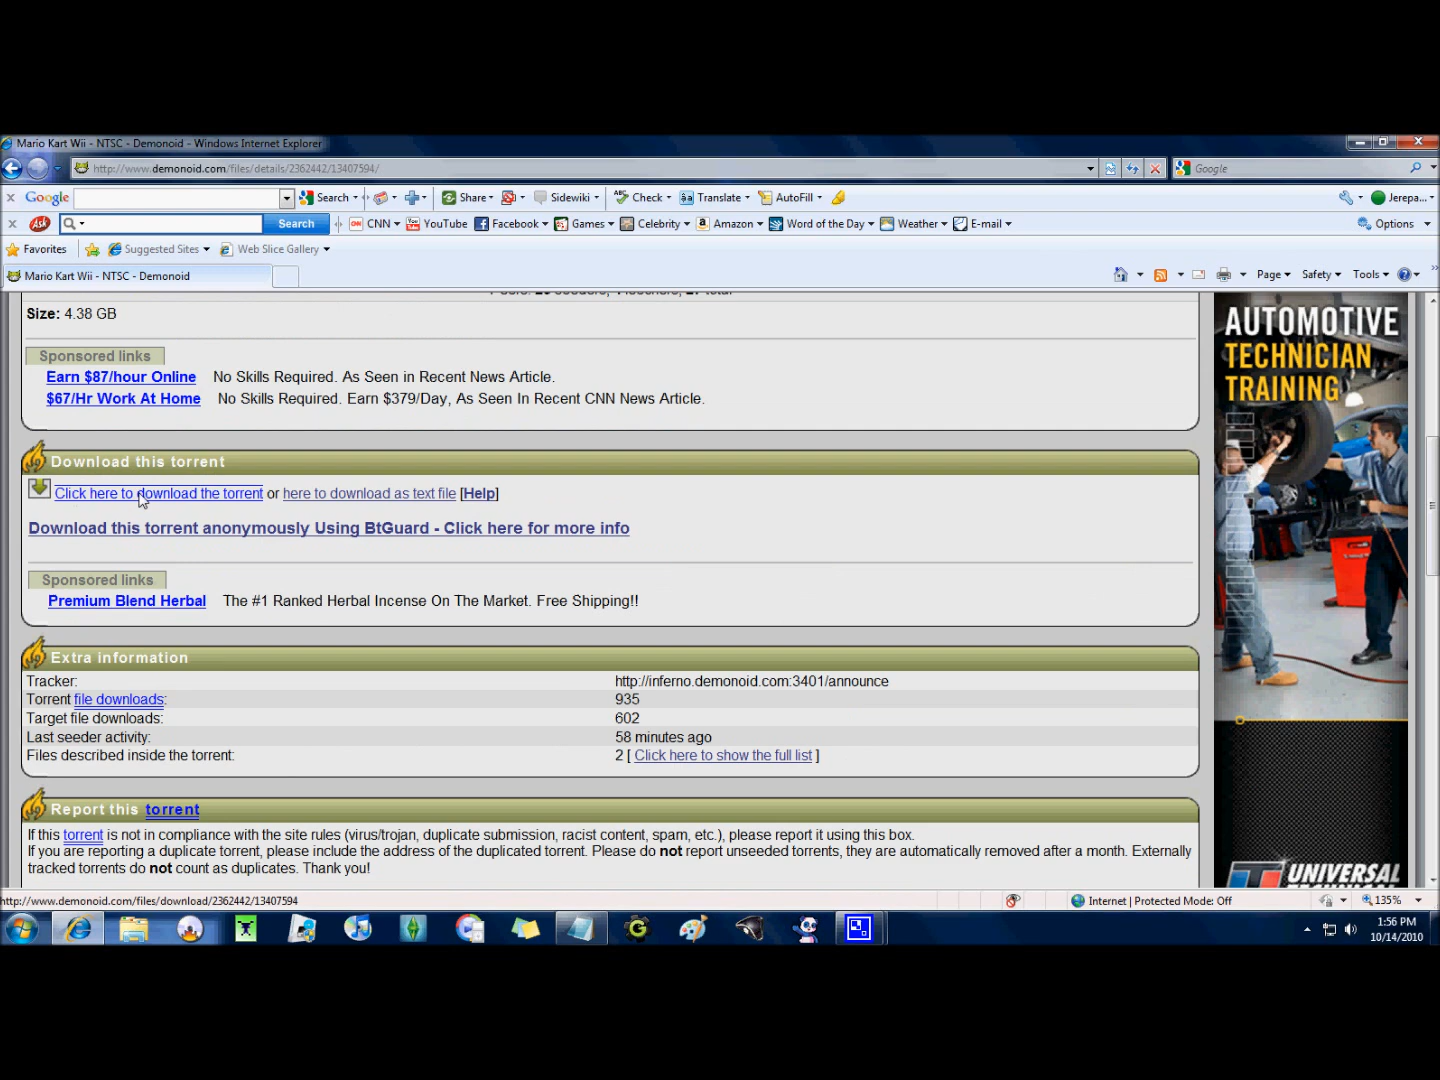 Mario Kart Wii - NTSC - Demonoid - Windows Internet Explorer
http://www.demonoid.com/files/details/2362442/13407594/
Google
x Google Search Share Sidewiki Check Translate AutoFill Jerepa...
x Ask Search CNN YouTube Facebook Games Celebrity Amazon Word of the Day Weather E-mail Options
Favorites Suggested Sites Web Slice Gallery
Mario Kart Wii - NTSC - Demonoid
Page Safety Tools
Size: 4.38 GB
Sponsored links
Earn $87/hour Online No Skills Required. As Seen in Recent News Article.
$67/Hr Work At Home No Skills Required. Earn $379/Day, As Seen In Recent CNN News Article.
Download this torrent
Click here to download the torrent or here to download as text file [Help]
Download this torrent anonymously Using BtGuard - Click here for more info
Sponsored links
Premium Blend Herbal The #1 Ranked Herbal Incense On The Market. Free Shipping!!
Extra information
Tracker: http://inferno.demonoid.com:3401/announce
Torrent file downloads: 935
Target file downloads: 602
Last seeder activity: 58 minutes ago
Files described inside the torrent: 2 [ Click here to show the full list ]
Report this torrent
If this torrent is not in compliance with the site rules (virus/trojan, duplicate submission, racist content, spam, etc.), please report it using this box.
If you are reporting a duplicate torrent, please include the address of the duplicated torrent. Please do not report unseeded torrents, they are automatically removed after a month. Externally
tracked torrents do not count as duplicates. Thank you!
AUTOMOTIVE
TECHNICIAN
TRAINING
UNIVERSAL
http://www.demonoid.com/files/download/2362442/13407594
Internet | Protected Mode: Off
135%
1:56 PM
10/14/2010